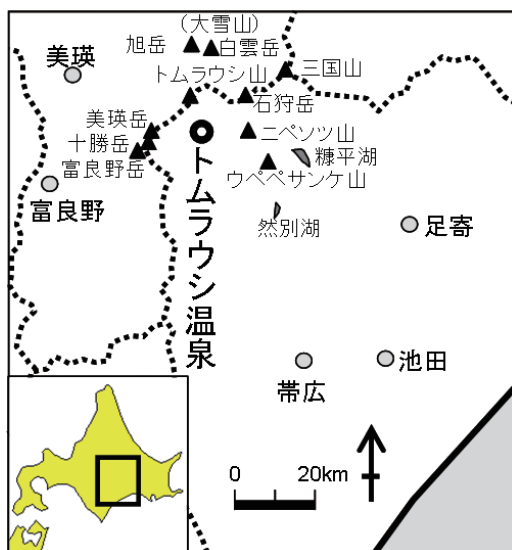 (大雪山)
旭岳
白雲岳
美瑛
三国山
トムラウシ山
石狩岳
美瑛岳
ニペソツ山
十勝岳
糠平湖
富良野岳
ウペペサンケ山
富良野
トムラウシ温泉
然別湖
足寄
池田
帯広
0 20km